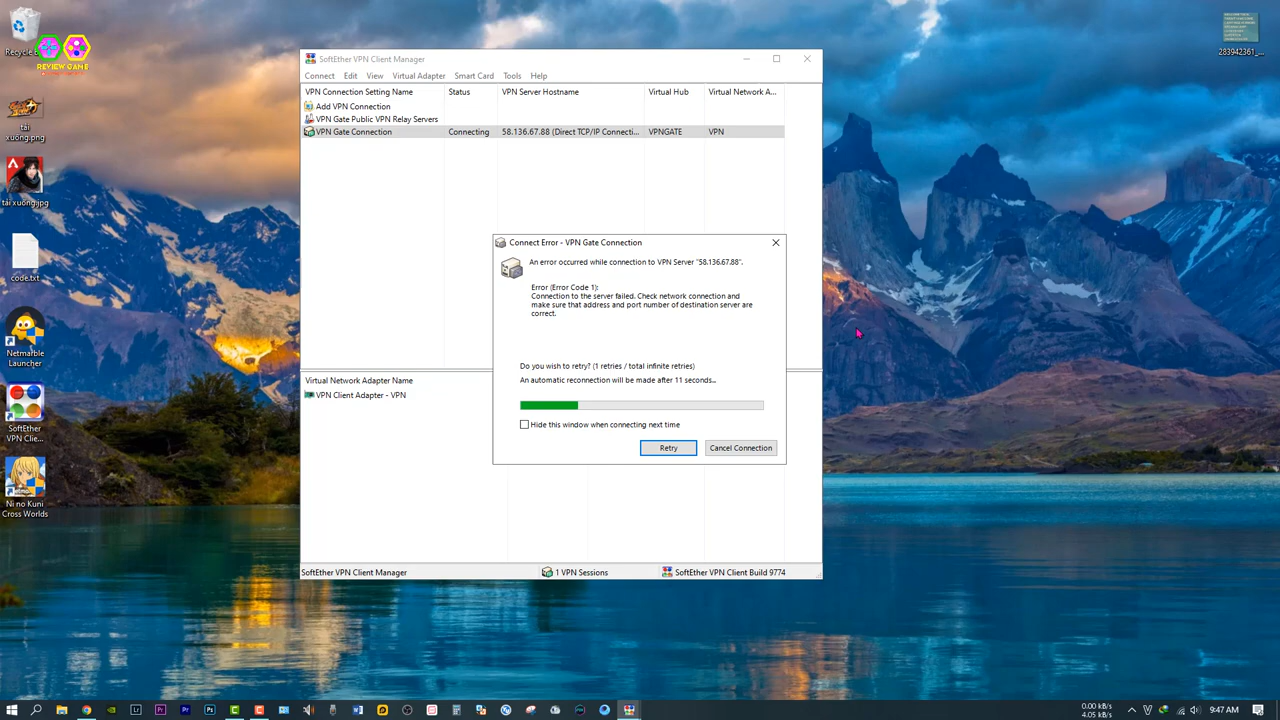 Recycle B
REVIEW GAME
tải
xuống.png
tải xuống.jpg
code.txt
Netmarble
Launcher
SoftEther
VPN Clie...
Ni no Kuni
Cross Worlds
283942361_...
SoftEther VPN Client Manager
Connect Edit View Virtual Adapter Smart Card Tools Help
VPN Connection Setting Name Status VPN Server Hostname Virtual Hub Virtual Network A...
Add VPN Connection
VPN Gate Public VPN Relay Servers
VPN Gate Connection Connecting 58.136.67.88 (Direct TCP/IP Connecti... VPNGATE VPN
Connect Error - VPN Gate Connection
An error occurred while connection to VPN Server "58.136.67.88".
Error (Error Code 1):
Connection to the server failed. Check network connection and
make sure that address and port number of destination server are
correct.
Do you wish to retry? (1 retries / total infinite retries)
An automatic reconnection will be made after 11 seconds...
Hide this window when connecting next time
Retry Cancel Connection
Virtual Network Adapter Name
VPN Client Adapter - VPN
SoftEther VPN Client Manager 1 VPN Sessions SoftEther VPN Client Build 9774
0.00 kB/s
4.05 kB/s
9:47 AM